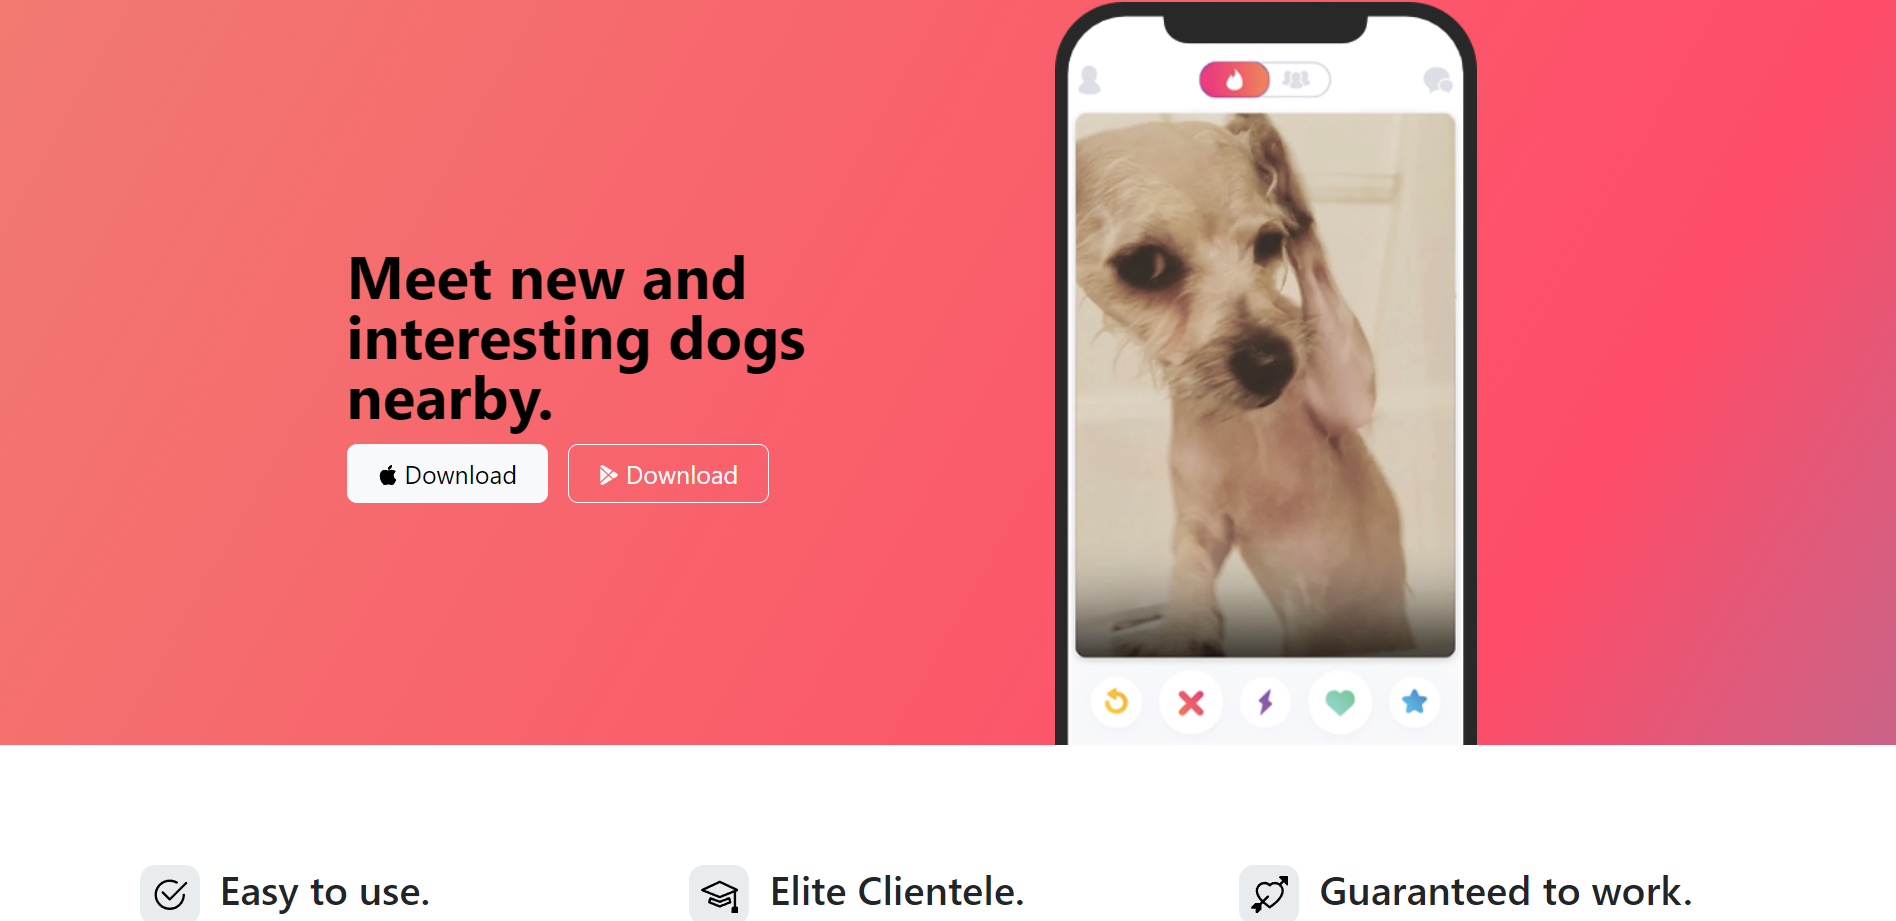 Meet new and
interesting dogs
nearby.
Download
Download
Easy to use.
Elite Clientele.
Guaranteed to work.